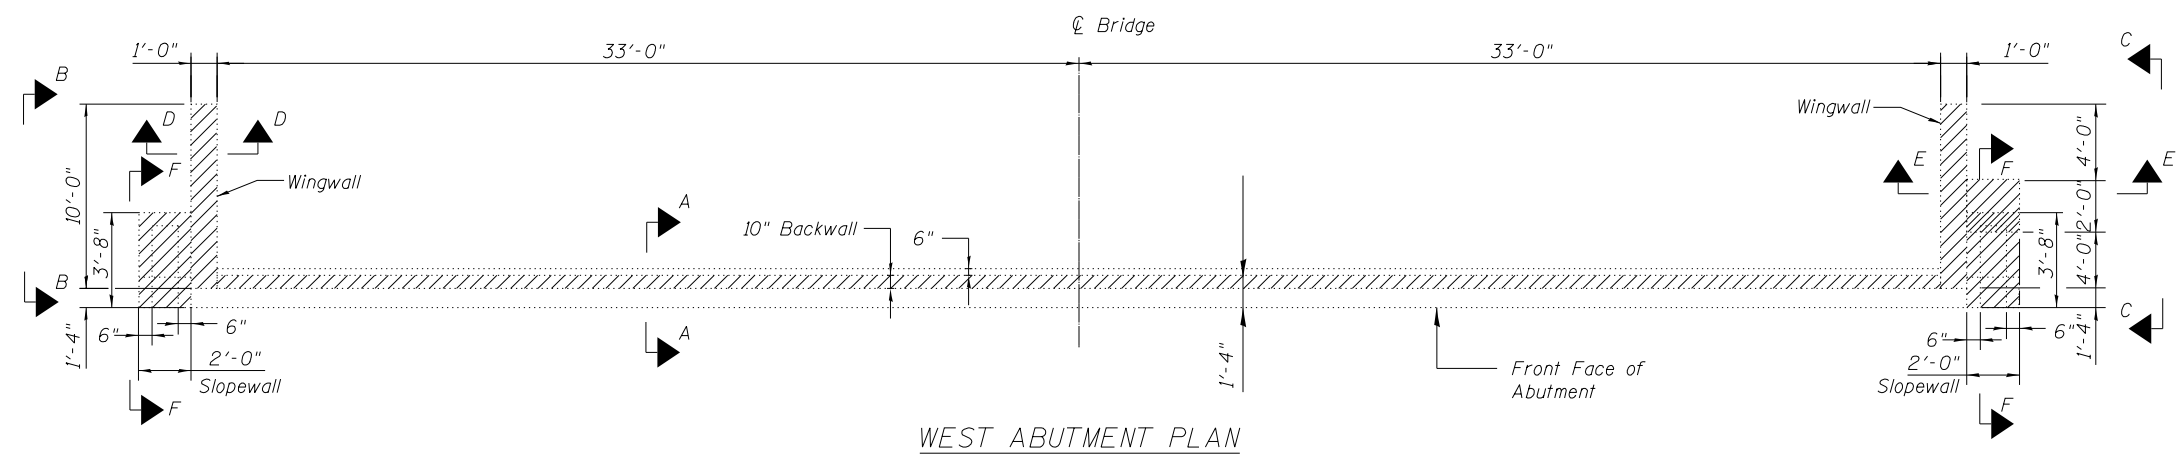 ℄ Bridge
1'-0"
33'-0"
33'-0"
1'-0"
B
C
D
D
Wingwall
F
Wingwall
E
F
E
10'-0"
3'-8"
1'-4"
A
10" Backwall
6"
4'-0"
2'-0"
3'-8"
4'-0"
1'-4"
B
C
6"
6"
2'-0"
Slopewall
F
A
1'-4"
Front Face of
Abutment
6"
6"
2'-0"
Slopewall
F
WEST ABUTMENT PLAN